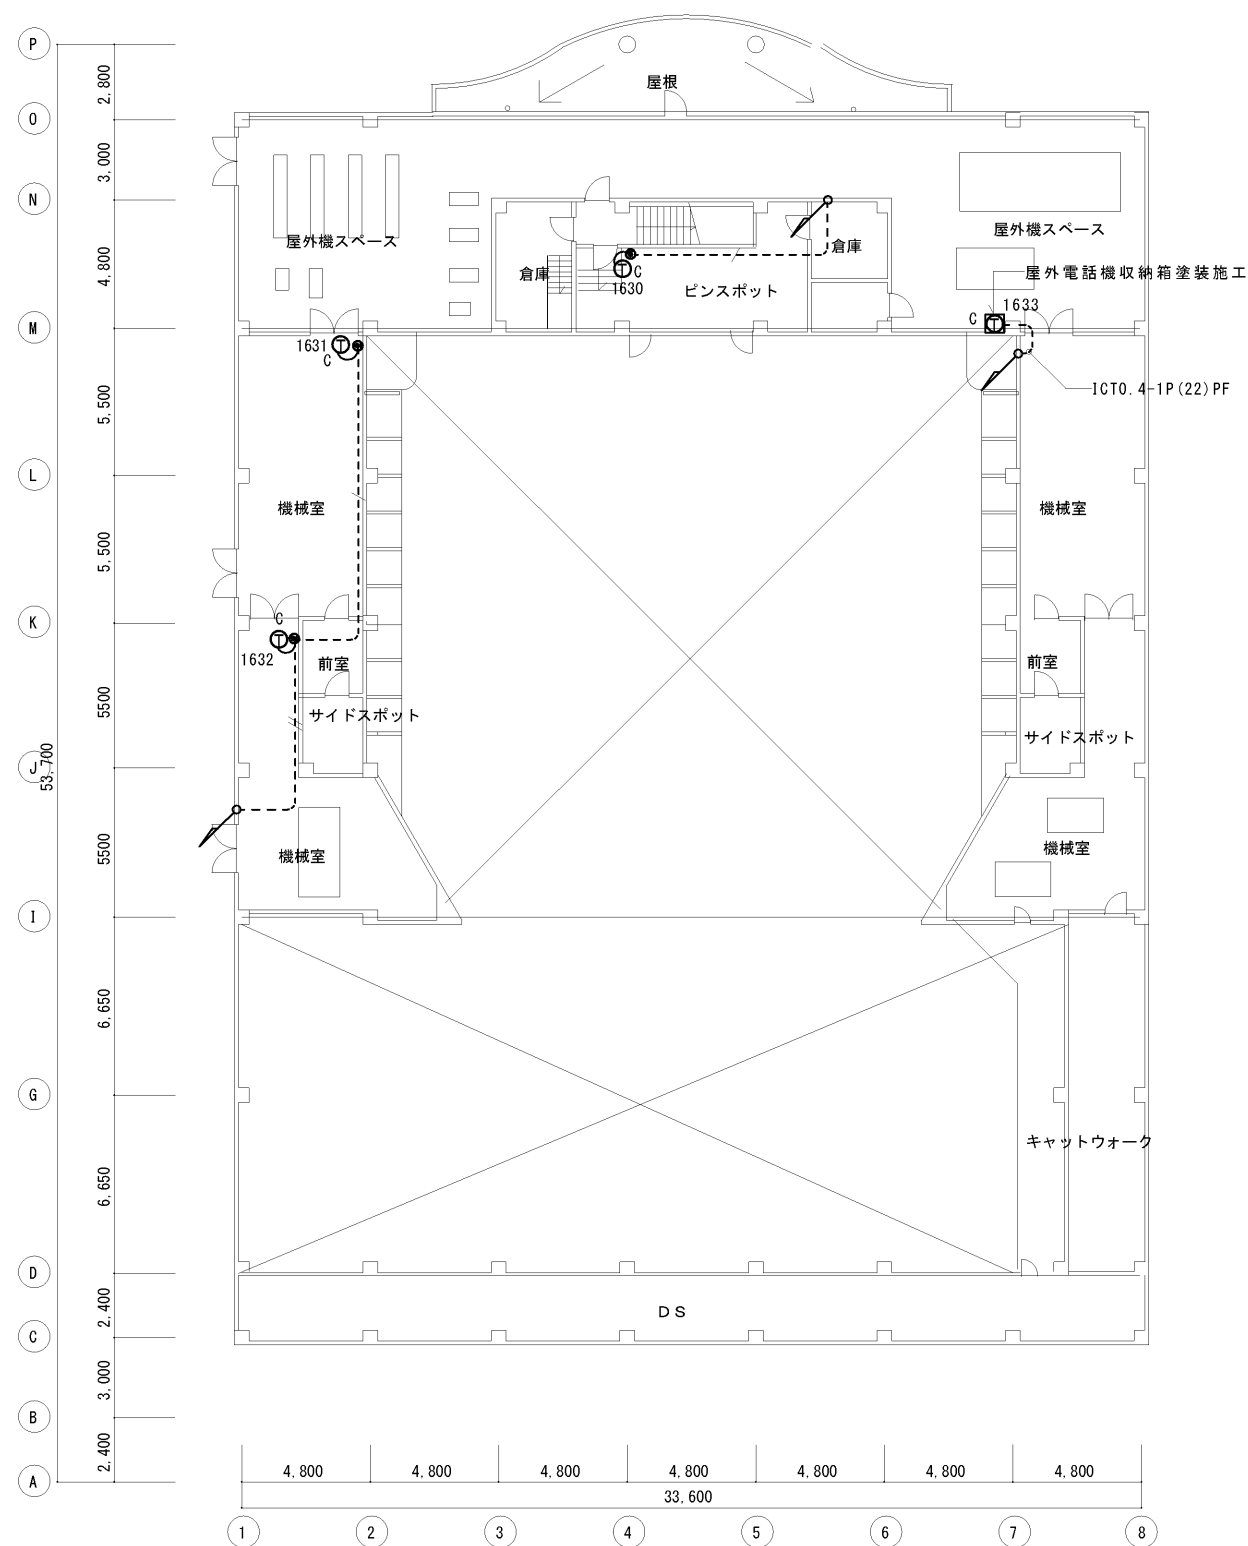 P
2,800
屋根
O
3,000
N
屋外機スペース
屋外機スペース
倉庫
4,800
倉庫
C
屋外電話機収納箱塗装施工
1630
ピンスポット
1633
C
M
1631
C
ICT0.4-1P(22)PF
5,500
L
機械室
機械室
5,500
K
C
1632
前室
前室
5500
サイドスポット
サイドスポット
J
53,700
5500
機械室
機械室
I
6,650
G
キャットウォーク
6,650
D
2,400
DS
C
3,000
B
2,400
A
4,800
4,800
4,800
4,800
4,800
4,800
4,800
33,600
1
2
3
4
5
6
7
8
T
T
T
T